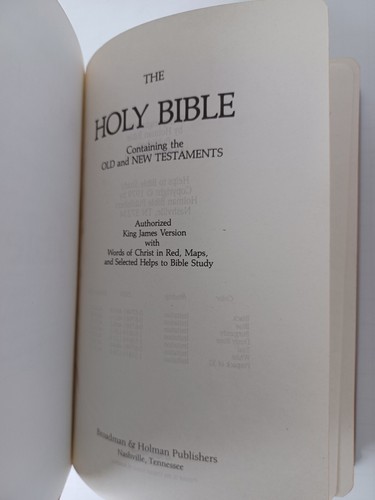 THE
HOLY BIBLE
Containing the
OLD and NEW TESTAMENTS
Authorized
King James Version
with
Words of Christ in Red, Maps,
and Selected Helps to Bible Study
Broadman & Holman Publishers
Nashville, Tennessee